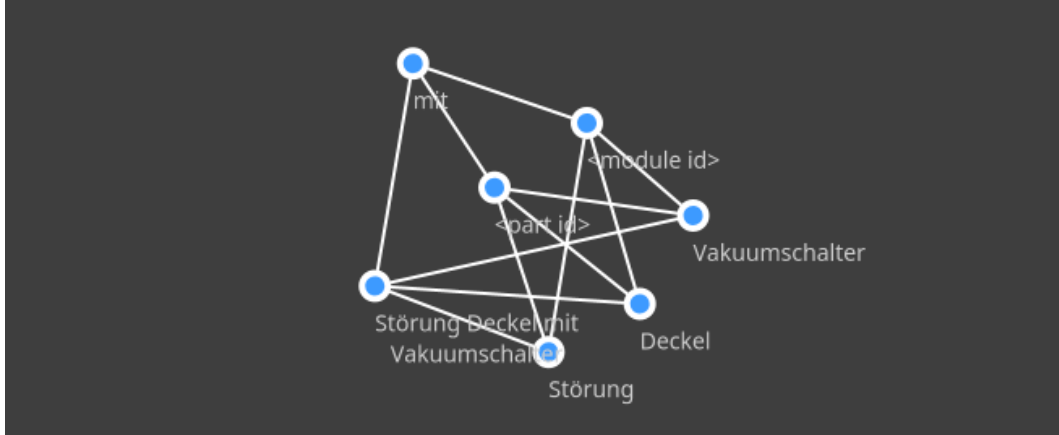 mit
<module id>
<part id>
Vakuumschalter
Störung Deckel mit
Vakuumschalter
Deckel
Störung